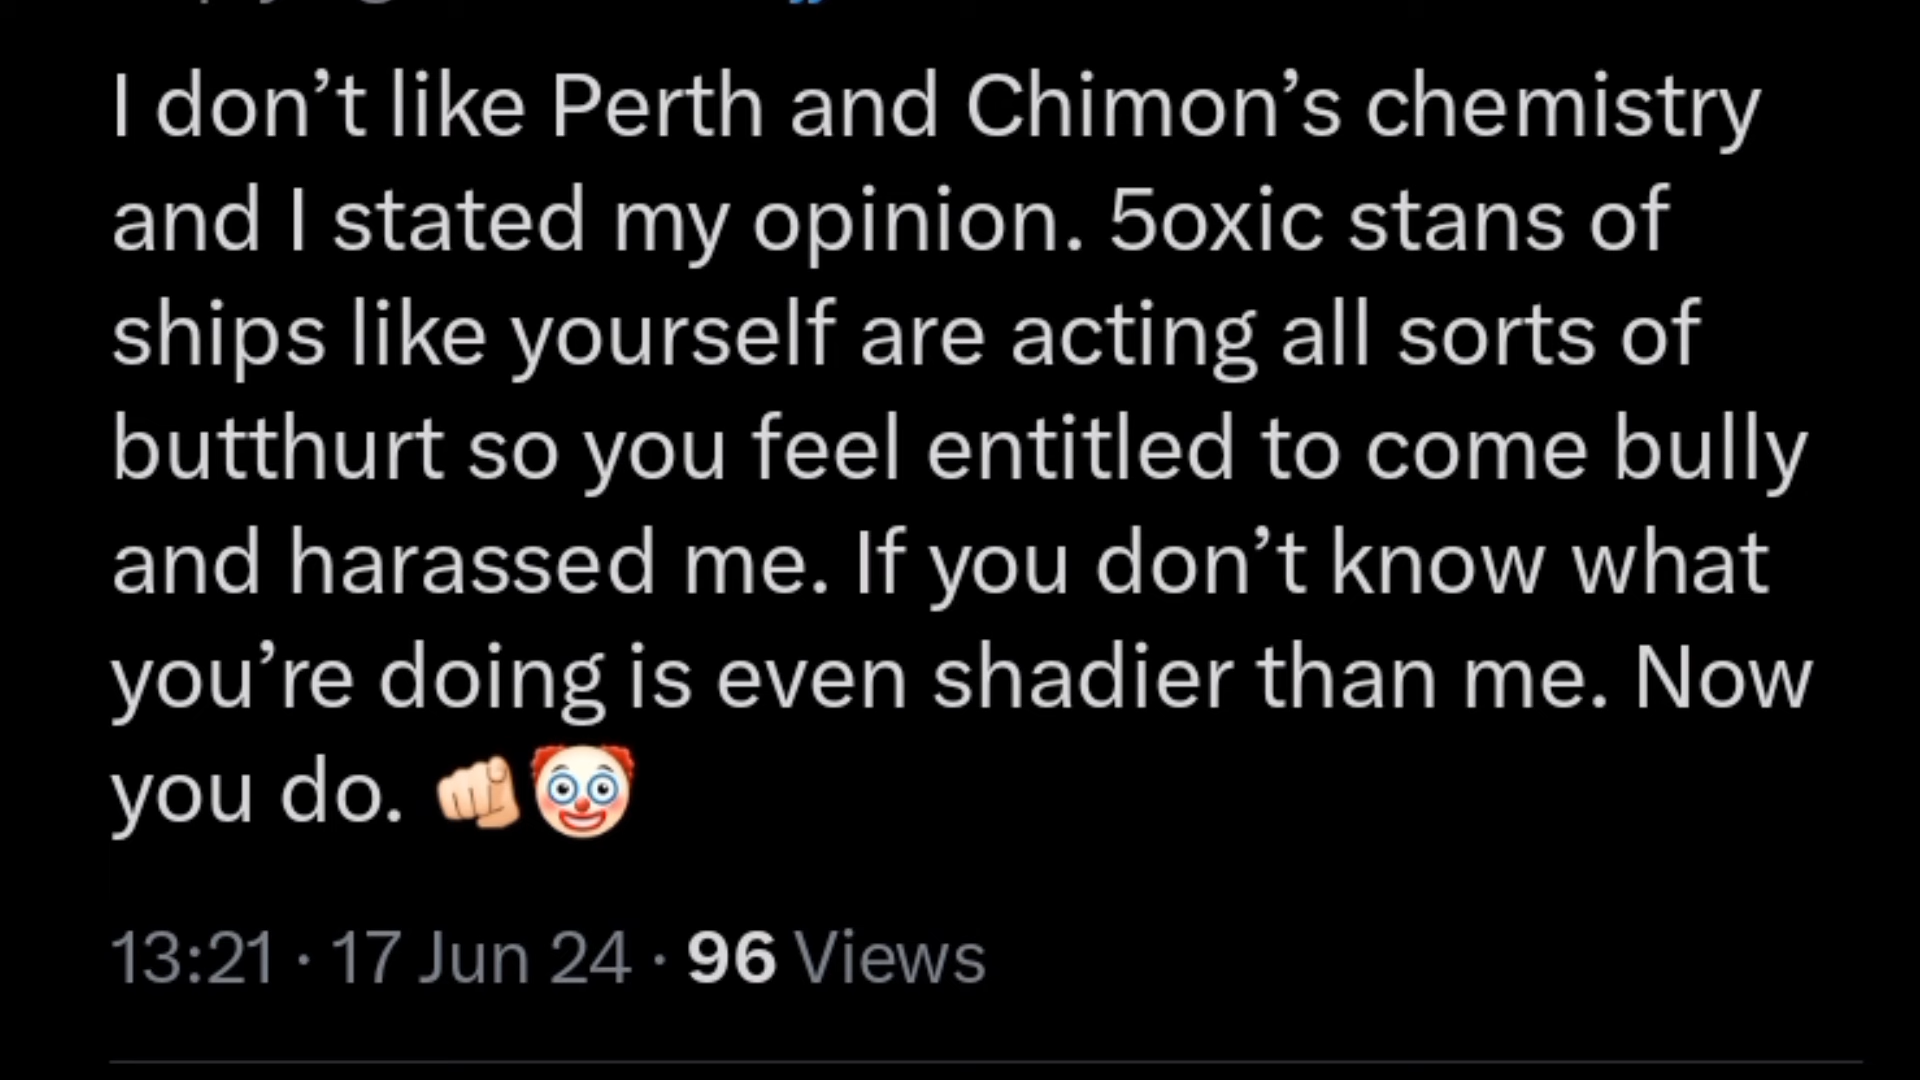 I don’t like Perth and Chimon’s chemistry
and I stated my opinion. 5oxic stans of
ships like yourself are acting all sorts of
butthurt so you feel entitled to come bully
and harassed me. If you don’t know what
you’re doing is even shadier than me. Now
you do. 🫵🏻🤡
13:21 · 17 Jun 24 · 96 Views